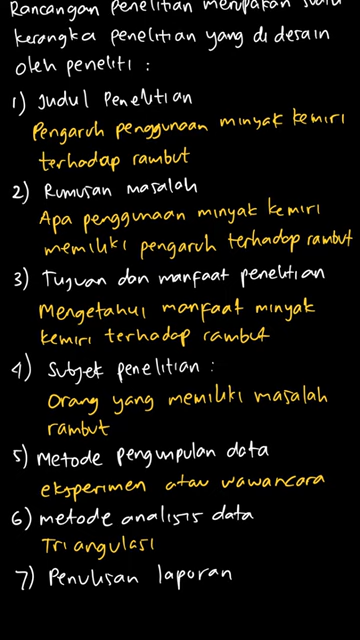 Rancangan penelitian merupakan suatu
kerangka penelitian yang di desain
oleh peneliti :
1) Judul Penelitian
Pengaruh penggunaan minyak kemiri
terhadap rambut
2) Rumusan masalah
Apa penggunaan minyak kemiri
memiliki pengaruh terhadap rambut
3) Tujuan dan manfaat penelitian
Mengetahui manfaat minyak
kemiri terhadap rambut
4) Subjek penelitian :
Orang yang memiliki masalah
rambut
5) Metode pengumpulan data
eksperimen atau wawancara
6) metode analisis data
Triangulasi
7) Penulisan laporan